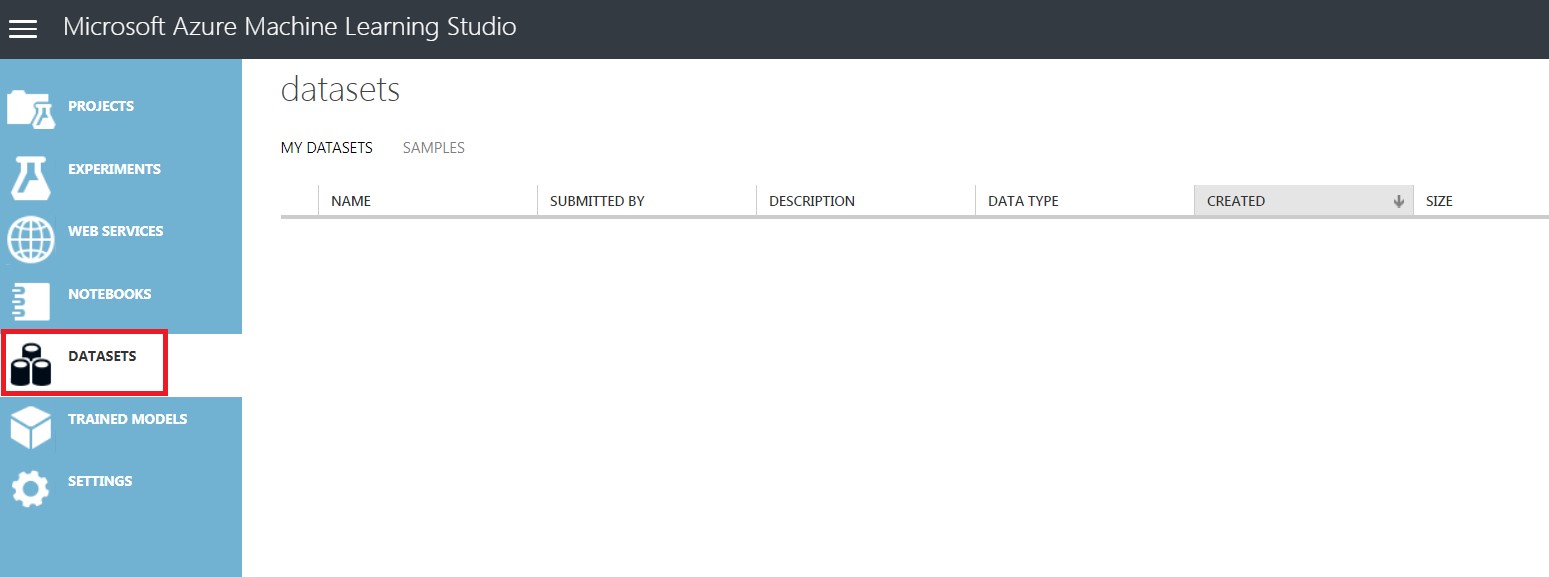 Microsoft Azure Machine Learning Studio
PROJECTS
EXPERIMENTS
WEB SERVICES
NOTEBOOKS
DATASETS
TRAINED MODELS
SETTINGS
datasets
MY DATASETS SAMPLES
NAME SUBMITTED BY DESCRIPTION DATA TYPE CREATED SIZE